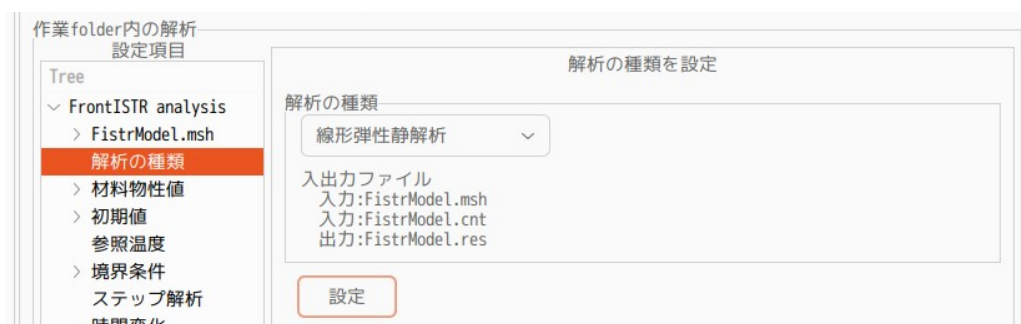 作業folder内の解析
設定項目
Tree
FrontISTR analysis
FistrModel.msh
解析の種類
材料物性値
初期値
参照温度
境界条件
ステップ解析
時間変化
解析の種類を設定
解析の種類
線形弾性静解析
入出力ファイル
入力:FistrModel.msh
入力:FistrModel.cnt
出力:FistrModel.res
設定